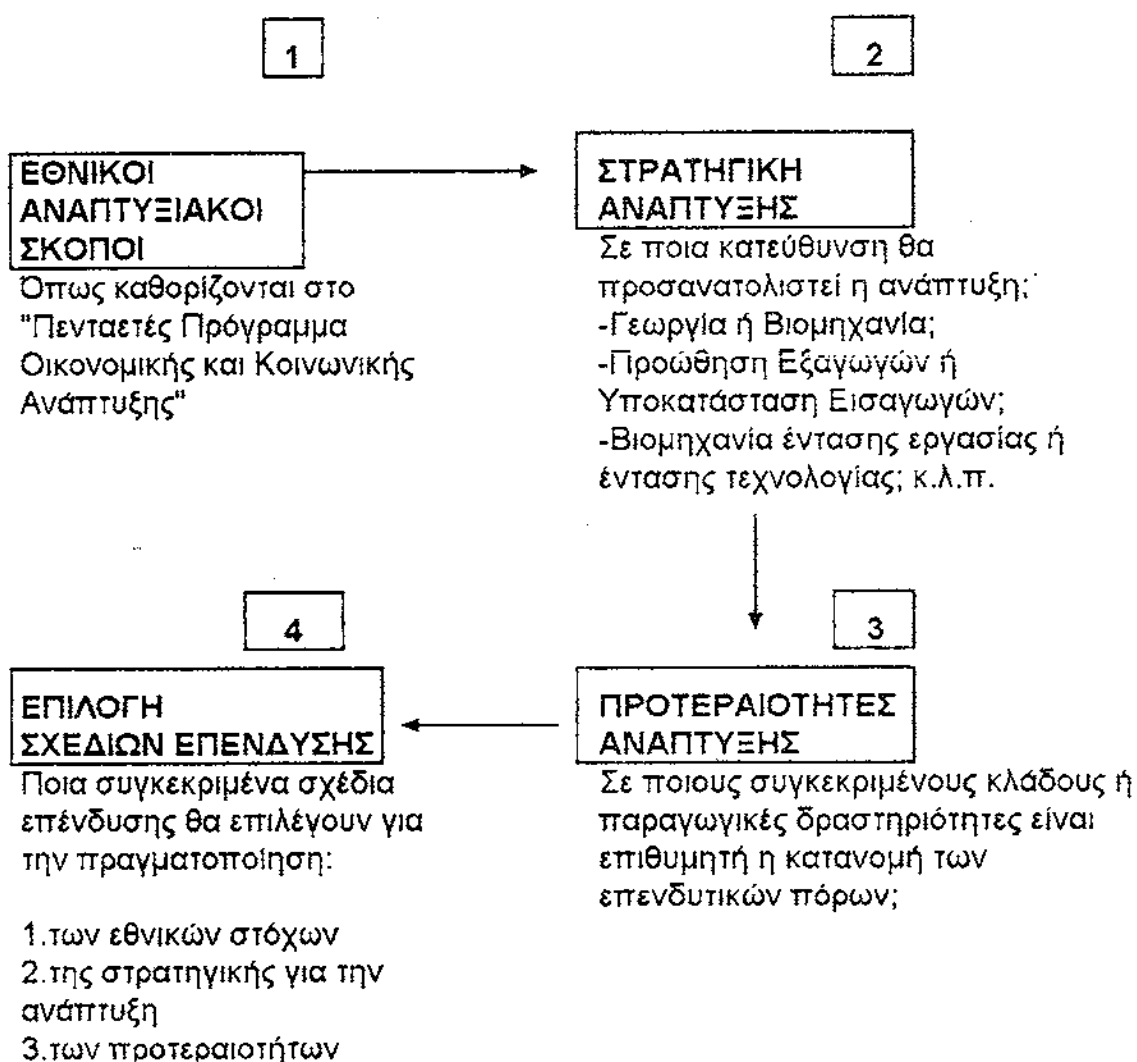 1
ΕΘΝΙΚΟΙ
ΑΝΑΠΤΥΞΙΑΚΟΙ
ΣΚΟΠΟΙ
Όπως καθορίζονται στο
"Πενταετές Πρόγραμμα
Οικονομικής και Κοινωνικής
Ανάπτυξης"
2
ΣΤΡΑΤΗΓΙΚΗ
ΑΝΑΠΤΥΞΗΣ
Σε ποια κατεύθυνση θα
προσανατολιστεί η ανάπτυξη;
-Γεωργία ή Βιομηχανία;
-Προώθηση Εξαγωγών ή
Υποκατάσταση Εισαγωγών;
-Βιομηχανία έντασης εργασίας ή
έντασης τεχνολογίας; κ.λ.π.
3
ΠΡΟΤΕΡΑΙΟΤΗΤΕΣ
ΑΝΑΠΤΥΞΗΣ
Σε ποιους συγκεκριμένους κλάδους ή
παραγωγικές δραστηριότητες είναι
επιθυμητή η κατανομή των
επενδυτικών πόρων;
4
ΕΠΙΛΟΓΗ
ΣΧΕΔΙΩΝ ΕΠΕΝΔΥΣΗΣ
Ποια συγκεκριμένα σχέδια
επένδυσης θα επιλέγουν για
την πραγματοποίηση:
1.των εθνικών στόχων
2.της στρατηγικής για την
ανάπτυξη
3.των προτεραιοτήτων